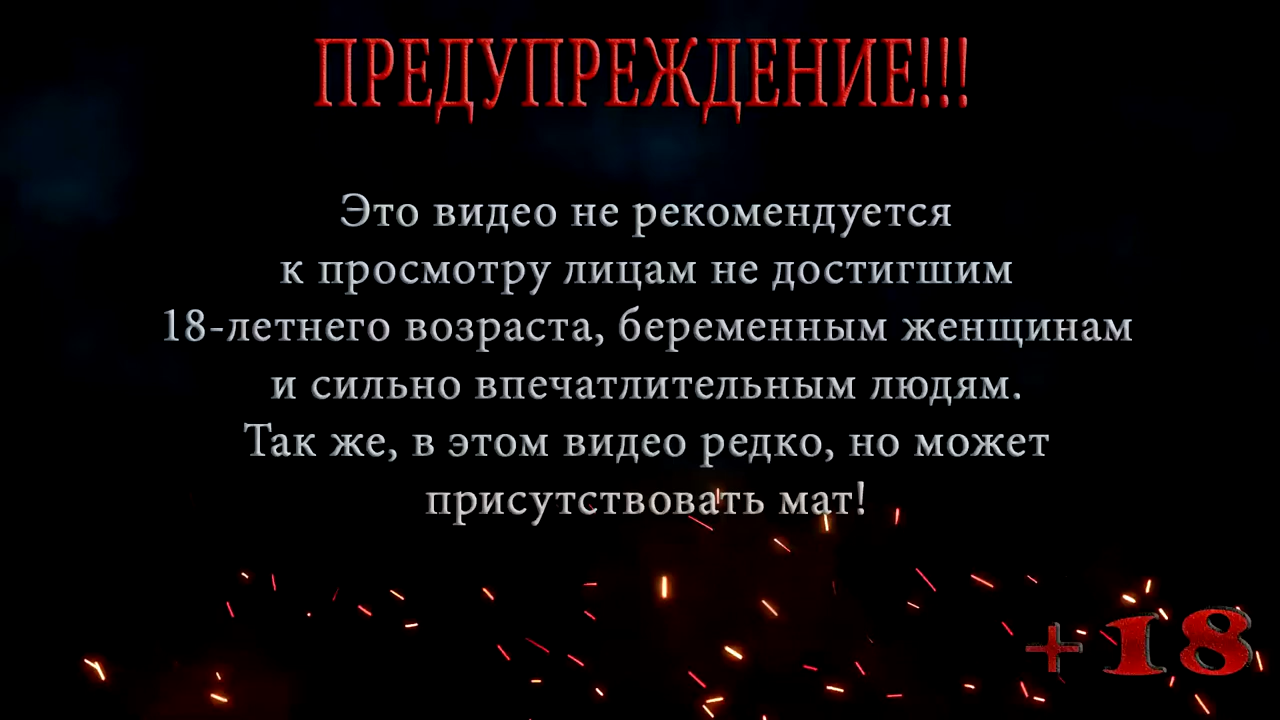 ПРЕДУПРЕЖДЕНИЕ!!!
Это видео не рекомендуется
к просмотру лицам не достигшим
18-летнего возраста, беременным женщинам
и сильно впечатлительным людям.
Так же, в этом видео редко, но может
присутствовать мат!
+18